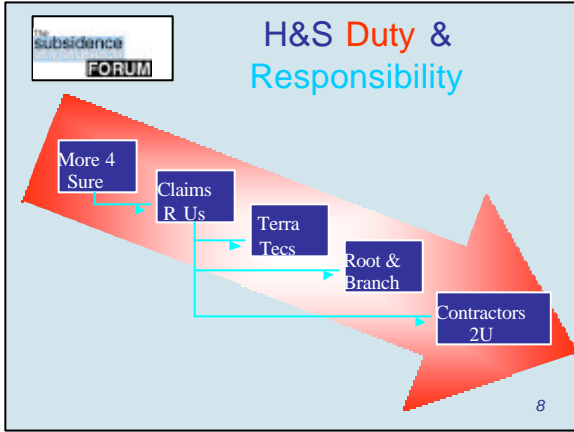 The
subsidence
FORUM
H&S Duty &
Responsibility
More 4
Sure
Claims
R Us
Terra
Tecs
Root &
Branch
Contractors
2U
8